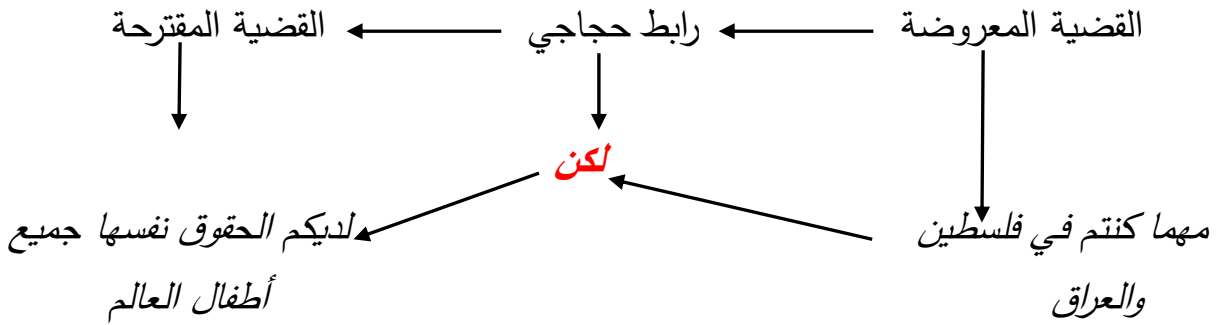 القضية المعروضة رابط حجاجي القضية المقترحة
لكن
مهما كنتم في فلسطين لديكم الحقوق نفسها جميع
والعراق أطفال العالم